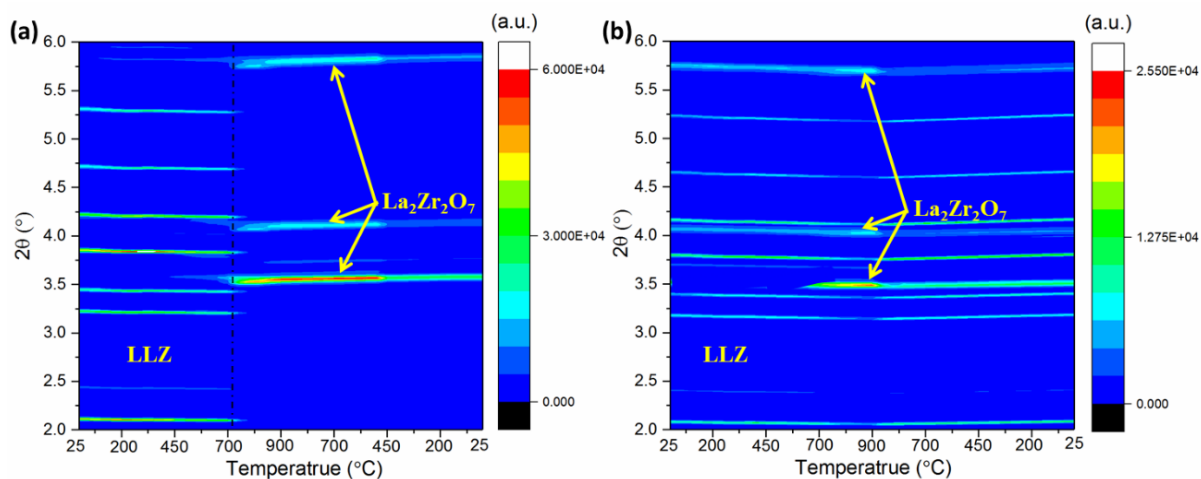 (a)
(a.u.)
6.0
5.5
5.0
4.5
4.0
3.5
3.0
2.5
2.0
2θ (°)
La₂Zr₂O₇
LLZ
25 200 450 700 900 700 450 200 25
Temperatrue (°C)
6.000E+04
3.000E+04
0.000
(b)
(a.u.)
6.0
5.5
5.0
4.5
4.0
3.5
3.0
2.5
2.0
2θ (°)
La₂Zr₂O₇
LLZ
25 200 450 700 900 700 450 200 25
Temperatrue (°C)
2.550E+04
1.275E+04
0.000